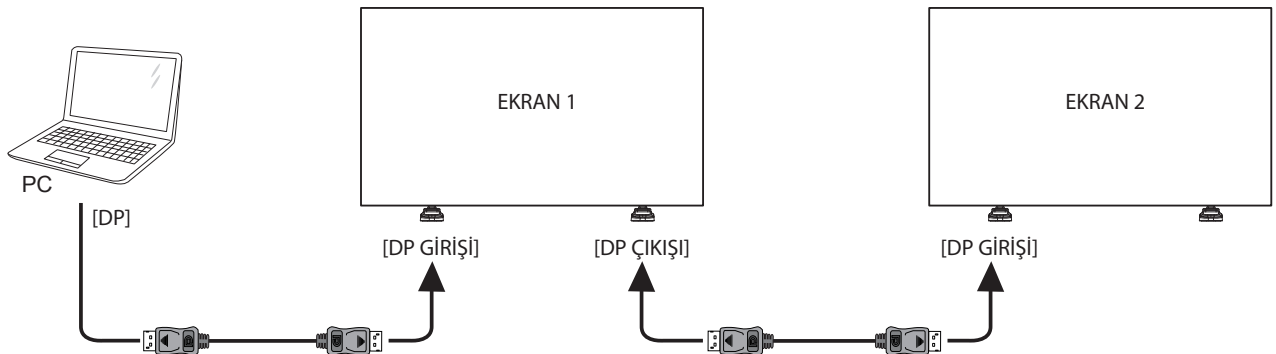 EKRAN 1
EKRAN 2
PC
[DP]
[DP GİRİŞİ]
[DP ÇIKIŞI]
[DP GİRİŞİ]